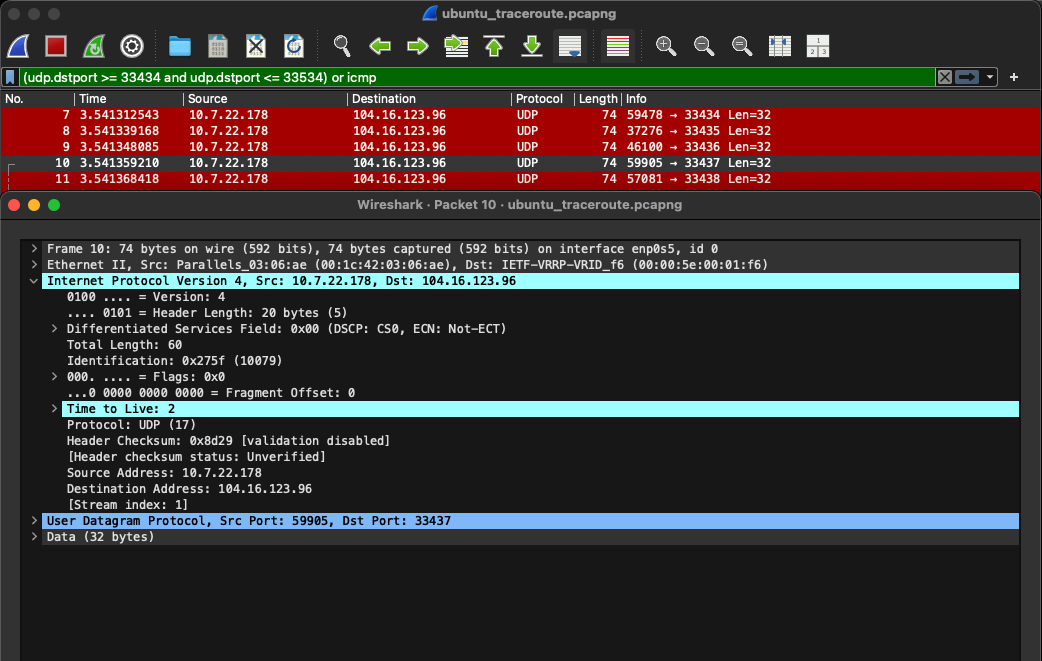 ubuntu_traceroute.pcapng
(udp.dstport >= 33434 and udp.dstport <= 33534) or icmp
No. Time Source Destination Protocol Length Info
7 3.541312543 10.7.22.178 104.16.123.96 UDP 74 59478 → 33434 Len=32
8 3.541339168 10.7.22.178 104.16.123.96 UDP 74 37276 → 33435 Len=32
9 3.541348085 10.7.22.178 104.16.123.96 UDP 74 46100 → 33436 Len=32
10 3.541359210 10.7.22.178 104.16.123.96 UDP 74 59905 → 33437 Len=32
11 3.541368418 10.7.22.178 104.16.123.96 UDP 74 57081 → 33438 Len=32
Wireshark · Packet 10 · ubuntu_traceroute.pcapng
Frame 10: 74 bytes on wire (592 bits), 74 bytes captured (592 bits) on interface enp0s5, id 0
Ethernet II, Src: Parallels_03:06:ae (00:1c:42:03:06:ae), Dst: IETF-VRRP-VRID_f6 (00:00:5e:00:01:f6)
Internet Protocol Version 4, Src: 10.7.22.178, Dst: 104.16.123.96
0100 .... = Version: 4
.... 0101 = Header Length: 20 bytes (5)
Differentiated Services Field: 0x00 (DSCP: CS0, ECN: Not-ECT)
Total Length: 60
Identification: 0x275f (10079)
000. .... = Flags: 0x0
...0 0000 0000 0000 = Fragment Offset: 0
Time to Live: 2
Protocol: UDP (17)
Header Checksum: 0x8d29 [validation disabled]
[Header checksum status: Unverified]
Source Address: 10.7.22.178
Destination Address: 104.16.123.96
[Stream index: 1]
User Datagram Protocol, Src Port: 59905, Dst Port: 33437
Data (32 bytes)